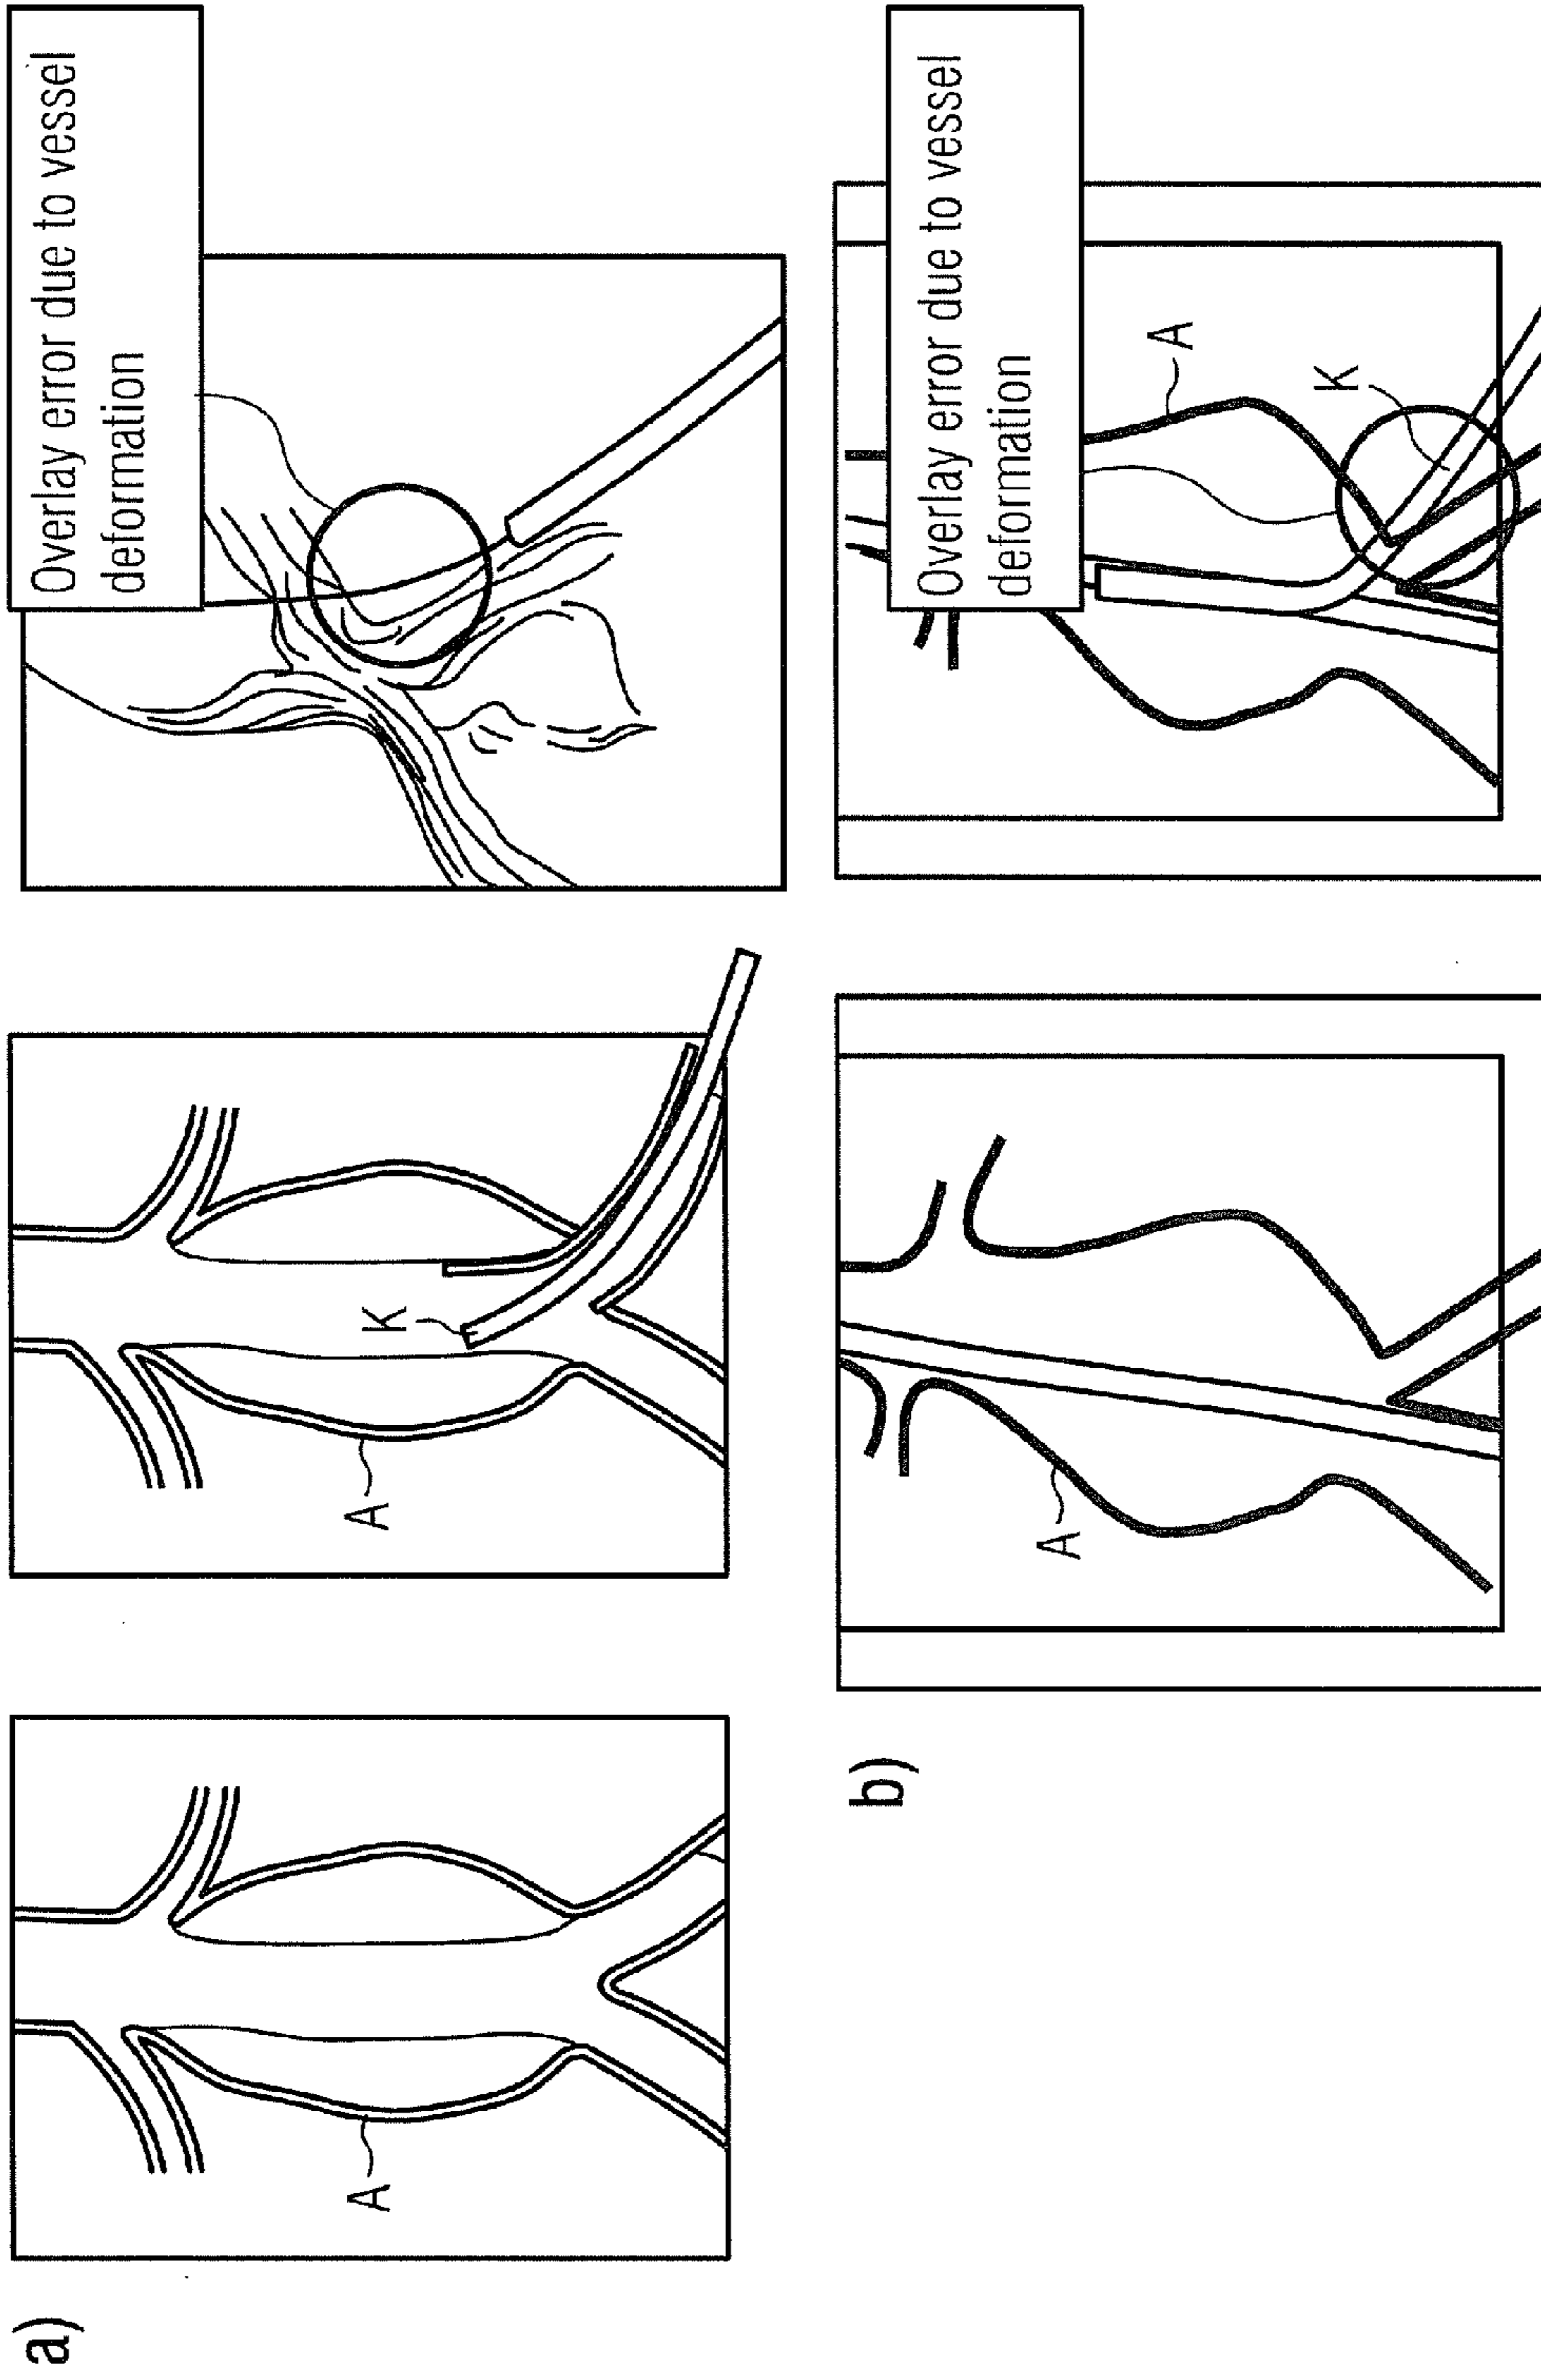 a)
A
A
K
Overlay error due to vessel
deformation
b)
A
Overlay error due to vessel
deformation
A
K